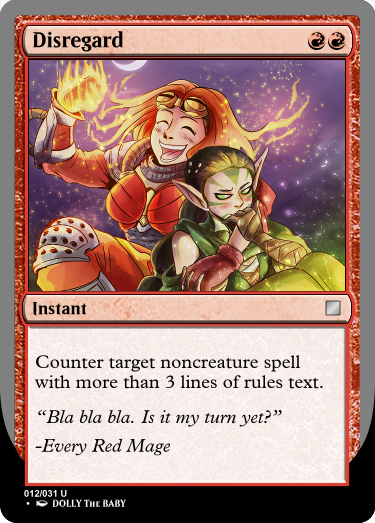 Disregard
Instant
Counter target noncreature spell
with more than 3 lines of rules text.
“Bla bla bla. Is it my turn yet?”
-Every Red Mage
012/031 U
• DOLLY THE BABY